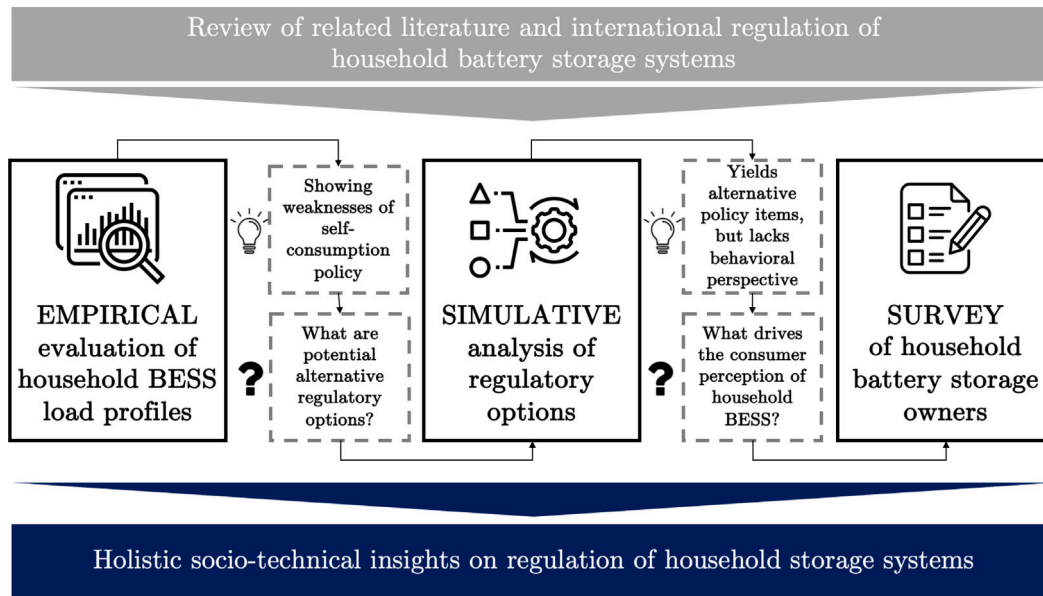 Review of related literature and international regulation of
household battery storage systems
EMPIRICAL
evaluation of
household BESS
load profiles
Showing
weaknesses of
self-
consumption
policy
?
What are
potential
alternative
regulatory
options?
SIMULATIVE
analysis of
regulatory
options
Yields
alternative
policy items,
but lacks
behavioral
perspective
?
What drives
the consumer
perception of
household
BESS?
SURVEY
of household
battery storage
owners
Holistic socio-technical insights on regulation of household storage systems